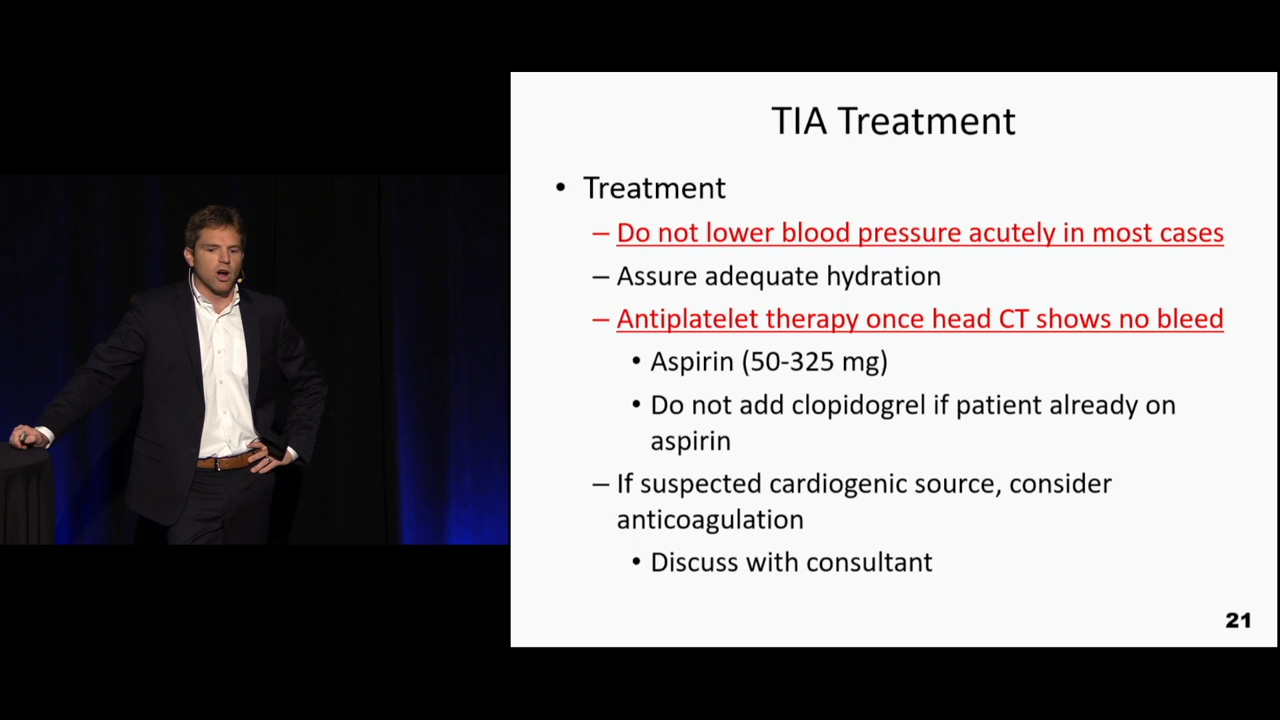 TIA Treatment
• Treatment
– Do not lower blood pressure acutely in most cases
– Assure adequate hydration
– Antiplatelet therapy once head CT shows no bleed
• Aspirin (50-325 mg)
• Do not add clopidogrel if patient already on
aspirin
– If suspected cardiogenic source, consider
anticoagulation
• Discuss with consultant
21